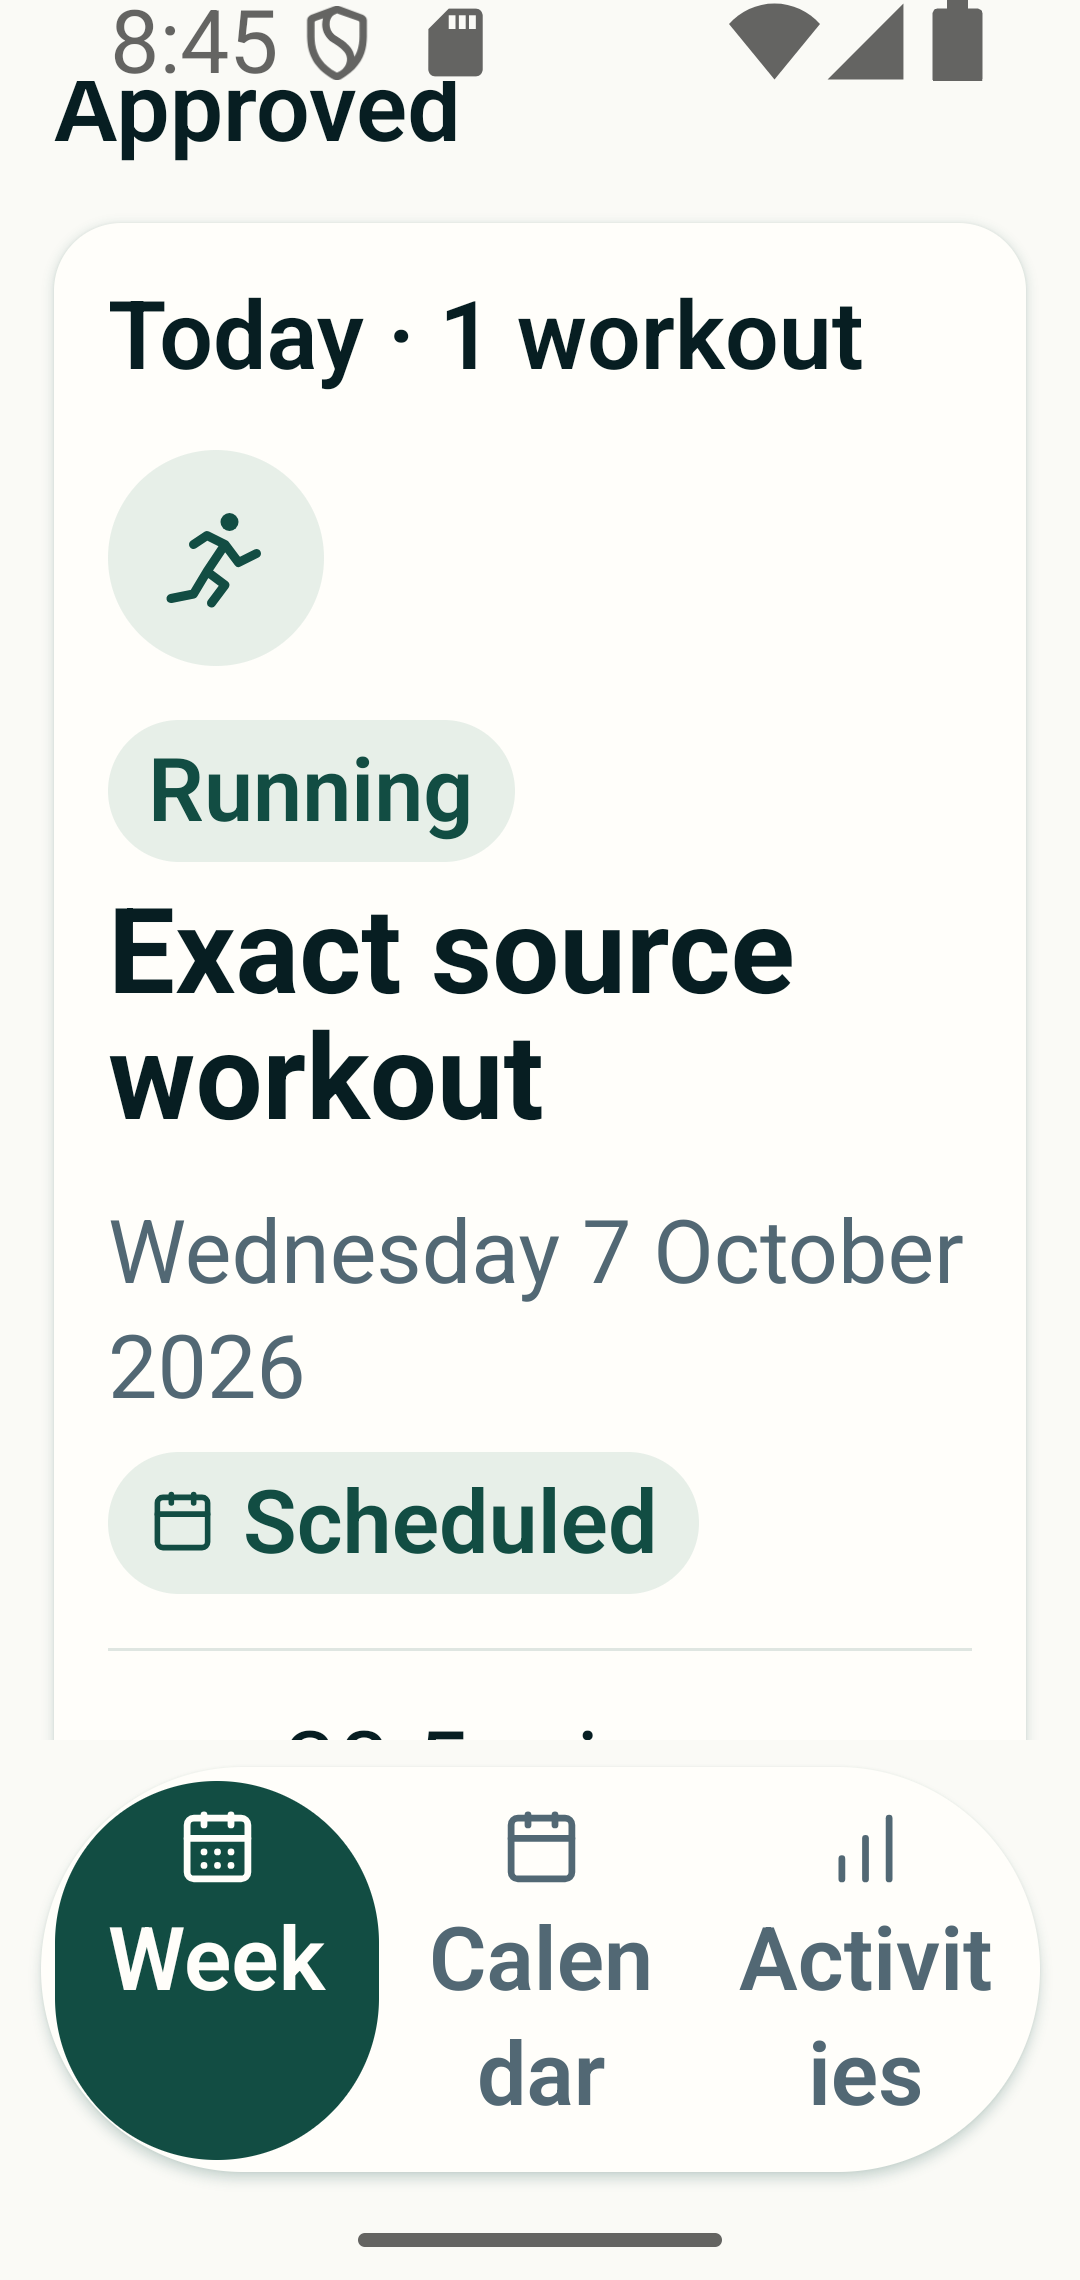 8:45
Approved
Today · 1 workout
Running
Exact source
workout
Wednesday 7 October
2026
Scheduled
Week
Calen
dar
Activit
ies